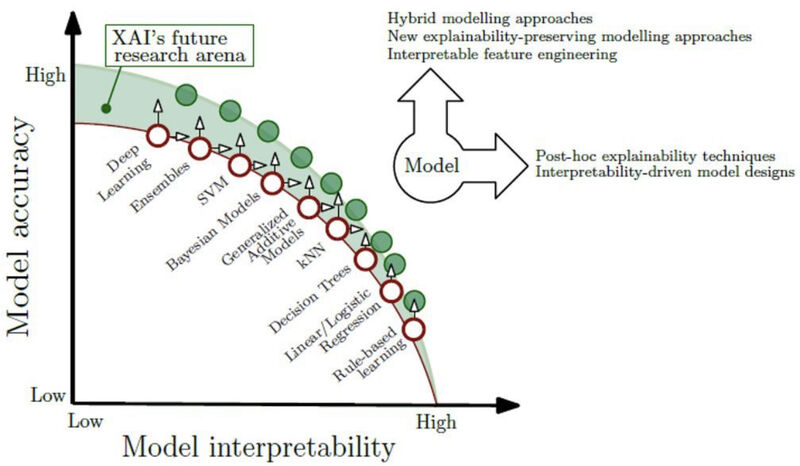 Hybrid modelling approaches
New explainability-preserving modelling approaches
Interpretable feature engineering
XAI's future
research arena
High
Model accuracy
Low
Deep
Learning
Ensembles
SVM
Bayesian Models
Generalized
Additive
Models
kNN
Decision Trees
Linear/Logistic
Regression
Rule-based
learning
Model
Post-hoc explainability techniques
Interpretability-driven model designs
Low
High
Model interpretability